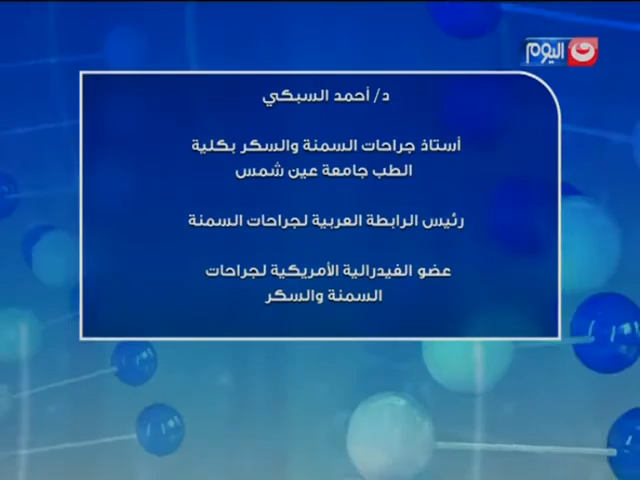 اليوم
د/ أحمد السبكي
أستاذ جراحات السمنة والسكر بكلية
الطب جامعة عين شمس
رئيس الرابطة العربية لجراحات السمنة
عضو الفيدرالية الأمريكية لجراحات
السمنة والسكر